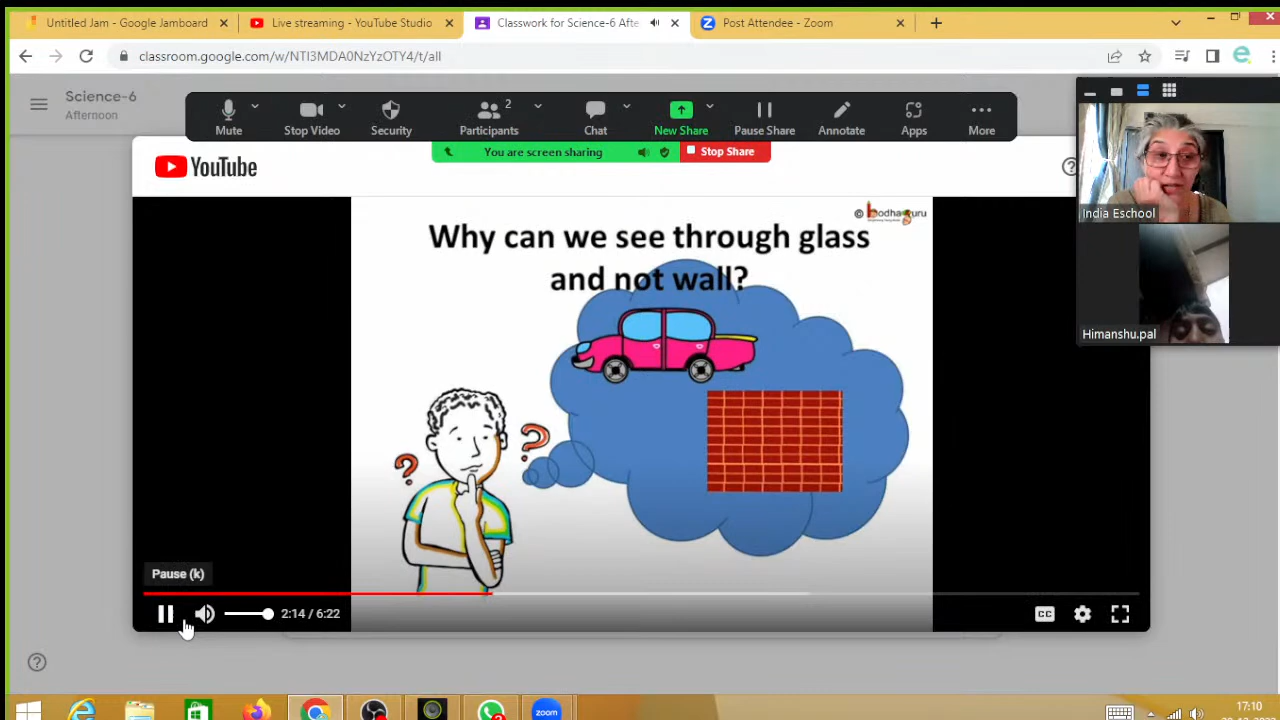 Untitled Jam - Google Jamboard
Live streaming - YouTube Studio
Classwork for Science-6 Afte
Post Attendee - Zoom
classroom.google.com/w/NTI3MDA0NzYzOTY4/t/all
Science-6
Afternoon
Mute
Stop Video
Security
2
Participants
Chat
New Share
Pause Share
Annotate
Apps
More
You are screen sharing
Stop Share
YouTube
© bodhaguru
Why can we see through glass
and not wall?
? ?
India Eschool
Himanshu.pal
Pause (k)
2:14 / 6:22
CC
zoom
17:10